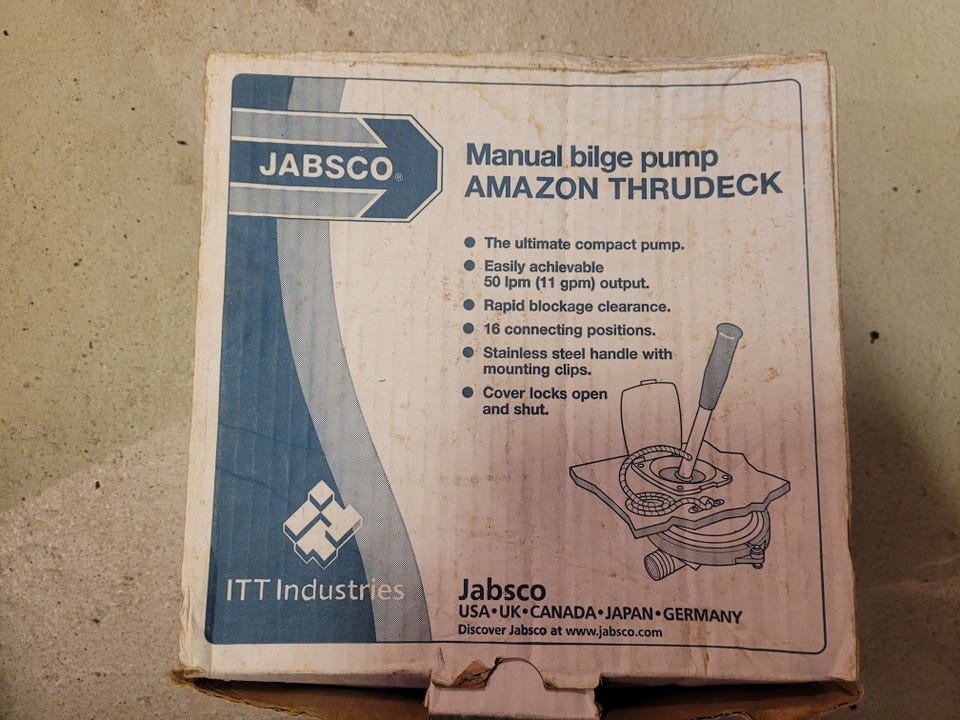 JABSCO®
Manual bilge pump
AMAZON THRUDECK
● The ultimate compact pump.
● Easily achievable
50 lpm (11 gpm) output.
● Rapid blockage clearance.
● 16 connecting positions.
● Stainless steel handle with
mounting clips.
● Cover locks open
and shut.
ITT Industries
Jabsco
USA•UK•CANADA•JAPAN•GERMANY
Discover Jabsco at www.jabsco.com